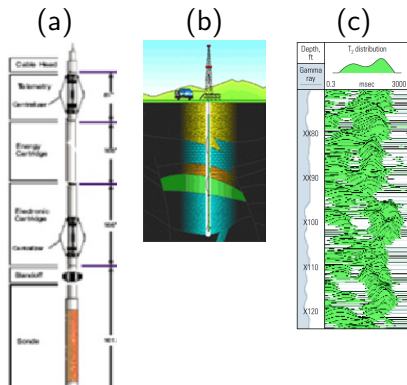 (a)
Cable Head
Telemetry
Centralizer
Energy
Cartridge
Electronic
Cartridge
Centralizer
Standoff
Sonde
(b)
(c)
Depth,
ft
T₂ distribution
Gamma
ray
0.3 msec 3000
XX80
XX90
X100
X110
X120